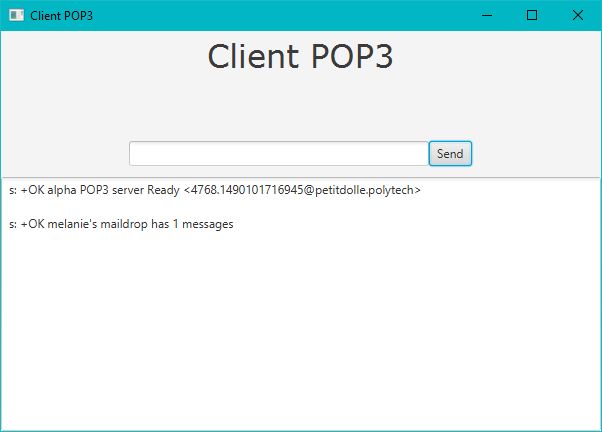 Client POP3
Client POP3
Send
s: +OK alpha POP3 server Ready <4768.1490101716945@petitdolle.polytech>
s: +OK melanie's maildrop has 1 messages